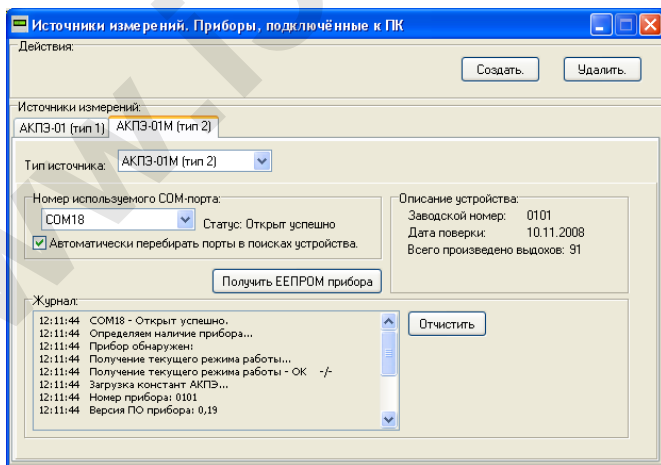 Источники измерений. Приборы, подключённые к ПК
Действия:
Создать. Удалить.
Источники измерений:
АКПЭ-01 (тип 1) АКПЭ-01М (тип 2)
Тип источника: АКПЭ-01М (тип 2)
Номер используемого COM-порта: Описание устройства:
COM18 Статус: Открыт успешно Заводской номер: 0101
Дата поверки: 10.11.2008
Автоматически перебирать порты в поисках устройства. Всего произведено выдохов: 91
Получить ЕЕПРОМ прибора
Журнал:
12:11:44 COM18 - Открыт успешно. Отчистить
12:11:44 Определяем наличие прибора...
12:11:44 Прибор обнаружен:
12:11:44 Получение текущего режима работы...
12:11:44 Получение текущего режима работы - OK -/-
12:11:44 Загрузка констант АКПЭ...
12:11:44 Номер прибора: 0101
12:11:44 Версия ПО прибора: 0,19